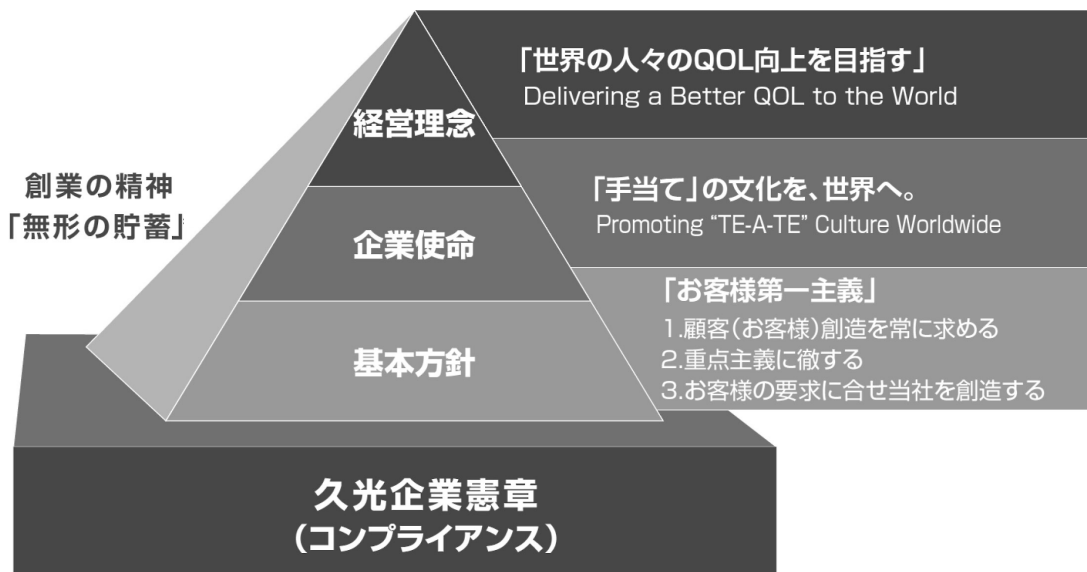 「世界の人々のQOL向上を目指す」
Delivering a Better QOL to the World
経営理念
創業の精神
「無形の貯蓄」
「手当て」の文化を、世界へ。
Promoting “TE-A-TE” Culture Worldwide
企業使命
「お客様第一主義」
1.顧客(お客様)創造を常に求める
2.重点主義に徹する
3.お客様の要求に合せ当社を創造する
基本方針
久光企業憲章
(コンプライアンス)